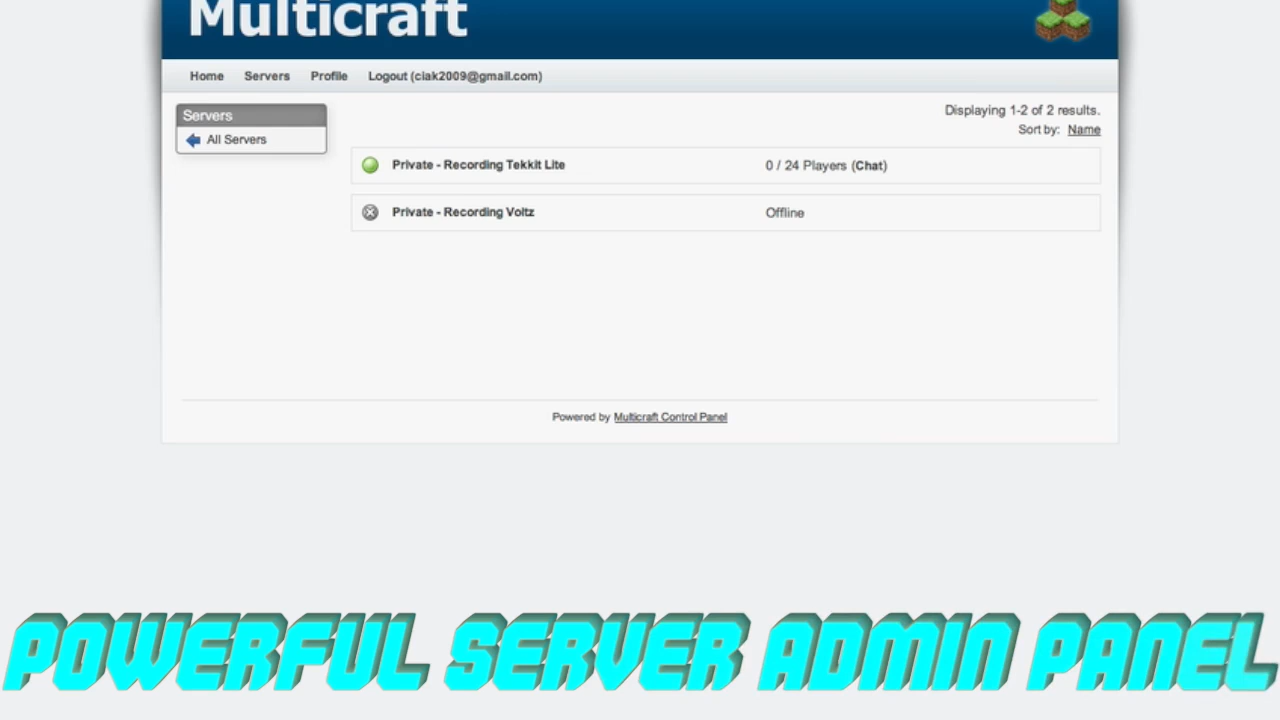 Multicraft
Home Servers Profile Logout (ciak2009@gmail.com)
Servers
All Servers
Displaying 1-2 of 2 results.
Sort by: Name
Private - Recording Tekkit Lite 0 / 24 Players (Chat)
Private - Recording Voltz Offline
Powered by Multicraft Control Panel
POWERFUL SERVER ADMIN PANEL